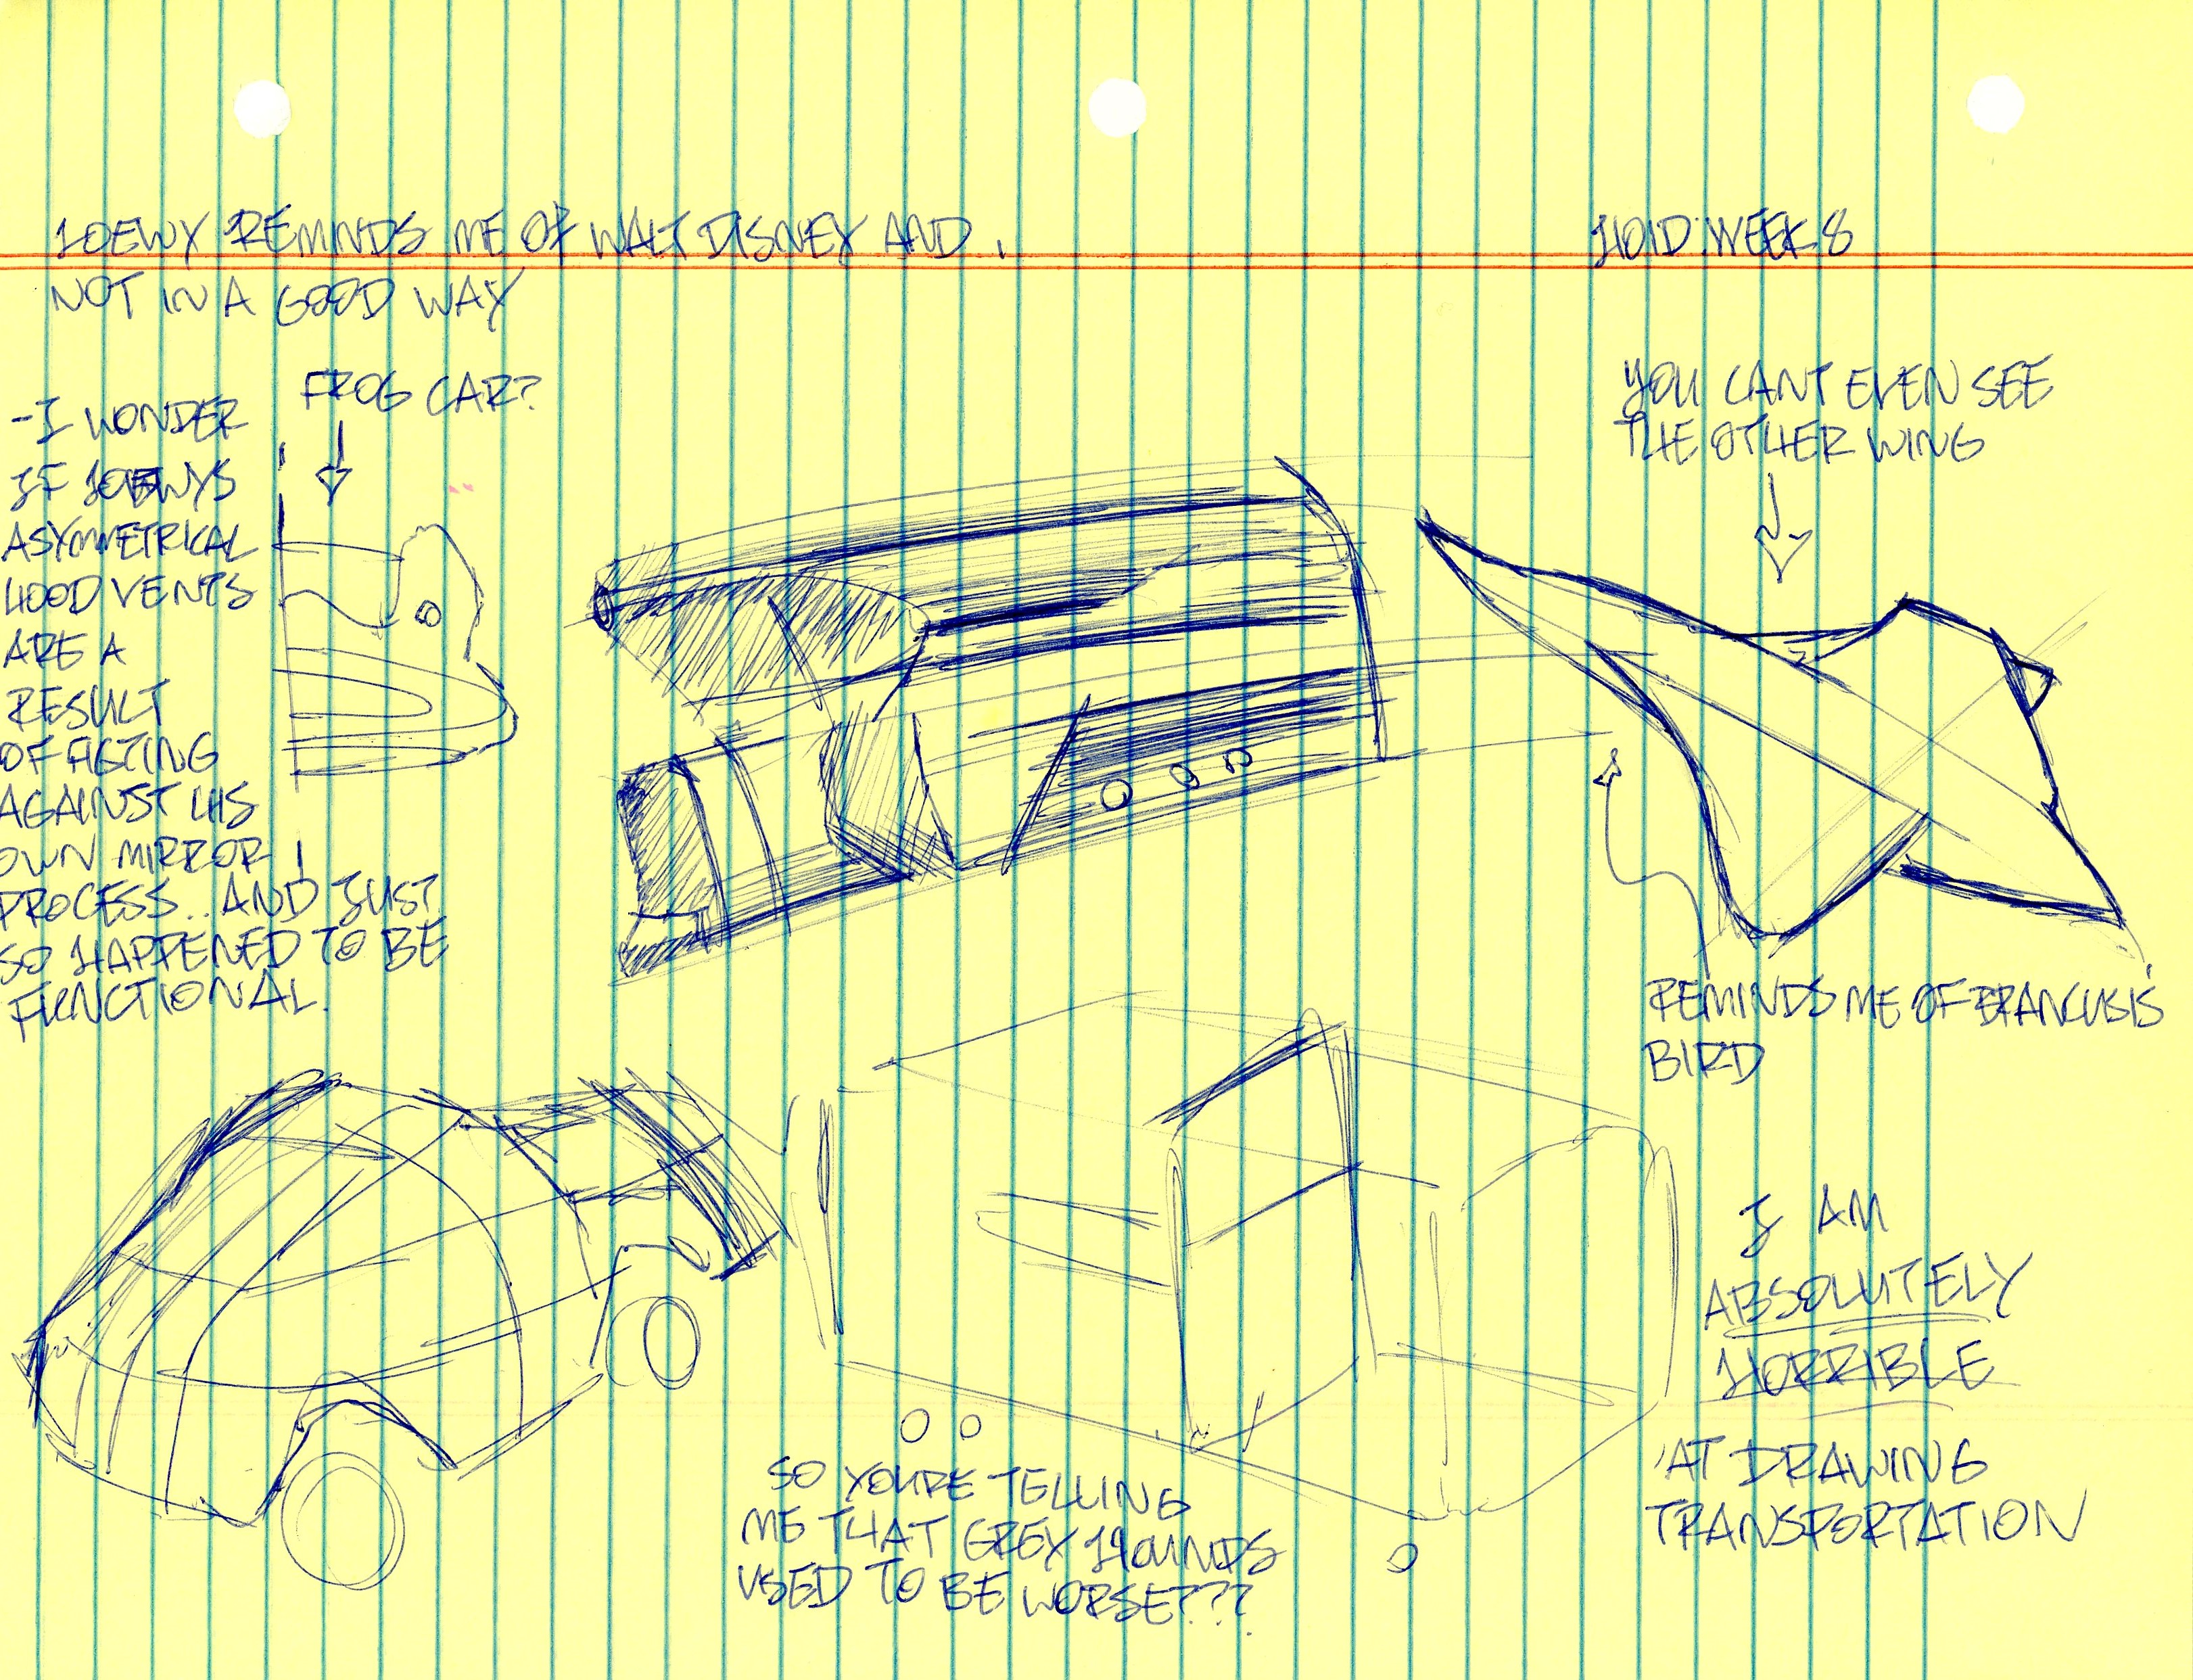 LOEWY REMINDS ME OF WALT DISNEY AND
NOT IN A GOOD WAY
HOID: WEEK 8
FROG CAR?
-I WONDER
IF LOEWYS
ASYMMETRICAL
HOOD VENTS
ARE A
RESULT
OF FIGTING
AGAINST HIS
OWN MIRROR
PROCESS... AND JUST
SO HAPPENED TO BE
FUNCTIONAL.
YOU CANT EVEN SEE
THE OTHER WING
REMINDS ME OF BRANCUSIS
BIRD
I AM
ABSOLUTELY
HORRIBLE
AT DRAWING
TRANSPORTATION
SO YOURE TELLING
ME THAT GREY HOUNDS
USED TO BE WORSE???